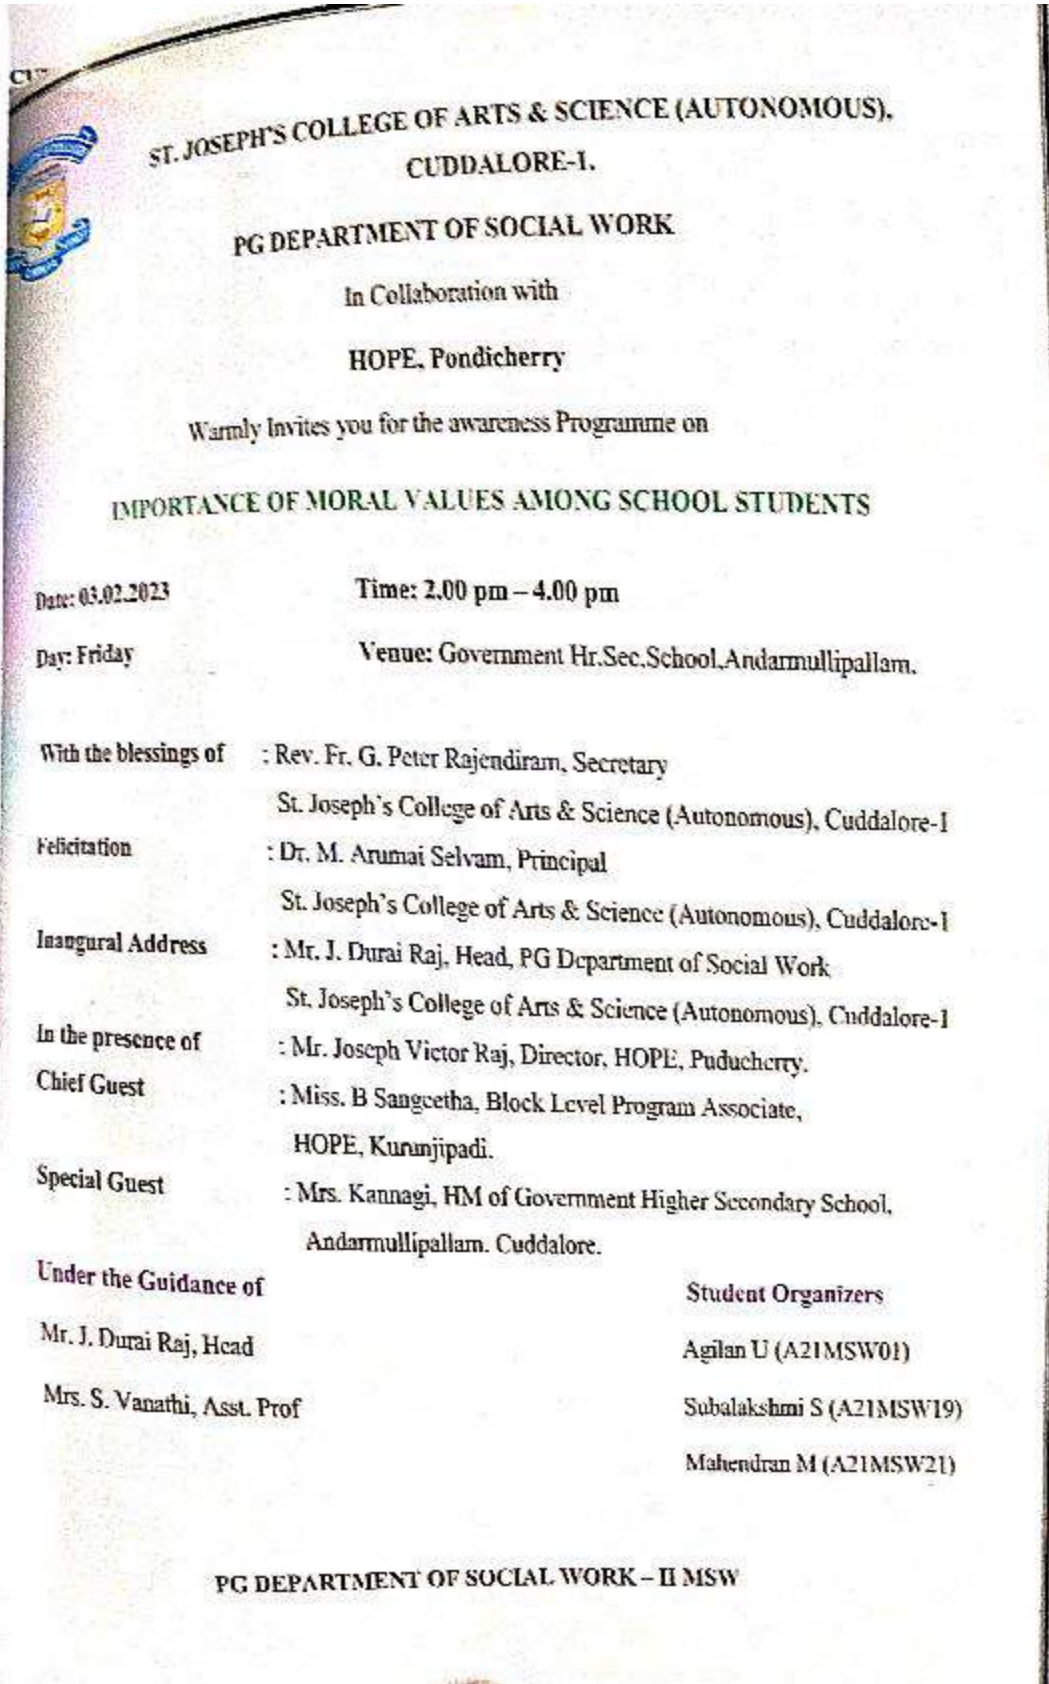 ST. JOSEPH'S COLLEGE OF ARTS & SCIENCE (AUTONOMOUS),
CUDDALORE-1.
PG DEPARTMENT OF SOCIAL WORK
In Collaboration with
HOPE, Pondicherry
Warmly Invites you for the awareness Programme on
IMPORTANCE OF MORAL VALUES AMONG SCHOOL STUDENTS
Date: 03.02.2023 Time: 2.00 pm – 4.00 pm
Day: Friday Venue: Government Hr.Sec.School,Andarmullipallam.
With the blessings of : Rev. Fr. G. Peter Rajendiram, Secretary
St. Joseph's College of Arts & Science (Autonomous), Cuddalore-1
Felicitation : Dr. M. Arumai Selvam, Principal
St. Joseph's College of Arts & Science (Autonomous), Cuddalore-1
Inaugural Address : Mr. J. Durai Raj, Head, PG Department of Social Work
St. Joseph's College of Arts & Science (Autonomous), Cuddalore-1
In the presence of : Mr. Joseph Victor Raj, Director, HOPE, Puducherry.
Chief Guest : Miss. B Sangeetha, Block Level Program Associate,
HOPE, Kurunjipadi.
Special Guest : Mrs. Kannagi, HM of Government Higher Secondary School,
Andarmullipallam. Cuddalore.
Under the Guidance of Student Organizers
Mr. J. Durai Raj, Head Agilan U (A21MSW01)
Mrs. S. Vanathi, Asst. Prof Subalakshmi S (A21MSW19)
Mahendran M (A21MSW21)
PG DEPARTMENT OF SOCIAL WORK – II MSW